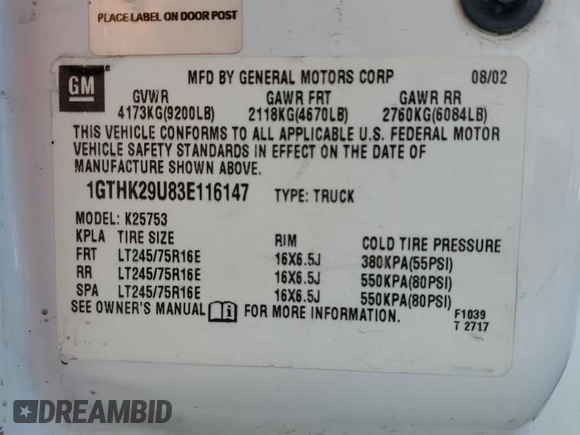 PLACE LABEL ON DOOR POST
GM
MFD BY GENERAL MOTORS CORP 08/02
GVWR GAWR FRT GAWR RR
4173KG(9200LB) 2118KG(4670LB) 2760KG(6084LB)
THIS VEHICLE CONFORMS TO ALL APPLICABLE U.S. FEDERAL MOTOR
VEHICLE SAFETY STANDARDS IN EFFECT ON THE DATE OF
MANUFACTURE SHOWN ABOVE.
1GTHK29U83E116147 TYPE: TRUCK
MODEL: K25753
KPLA TIRE SIZE RIM COLD TIRE PRESSURE
FRT LT245/75R16E 16X6.5J 380KPA(55PSI)
RR LT245/75R16E 16X6.5J 550KPA(80PSI)
SPA LT245/75R16E 16X6.5J 550KPA(80PSI)
SEE OWNER'S MANUAL FOR MORE INFORMATION F1039
T 2717
DREAMBID